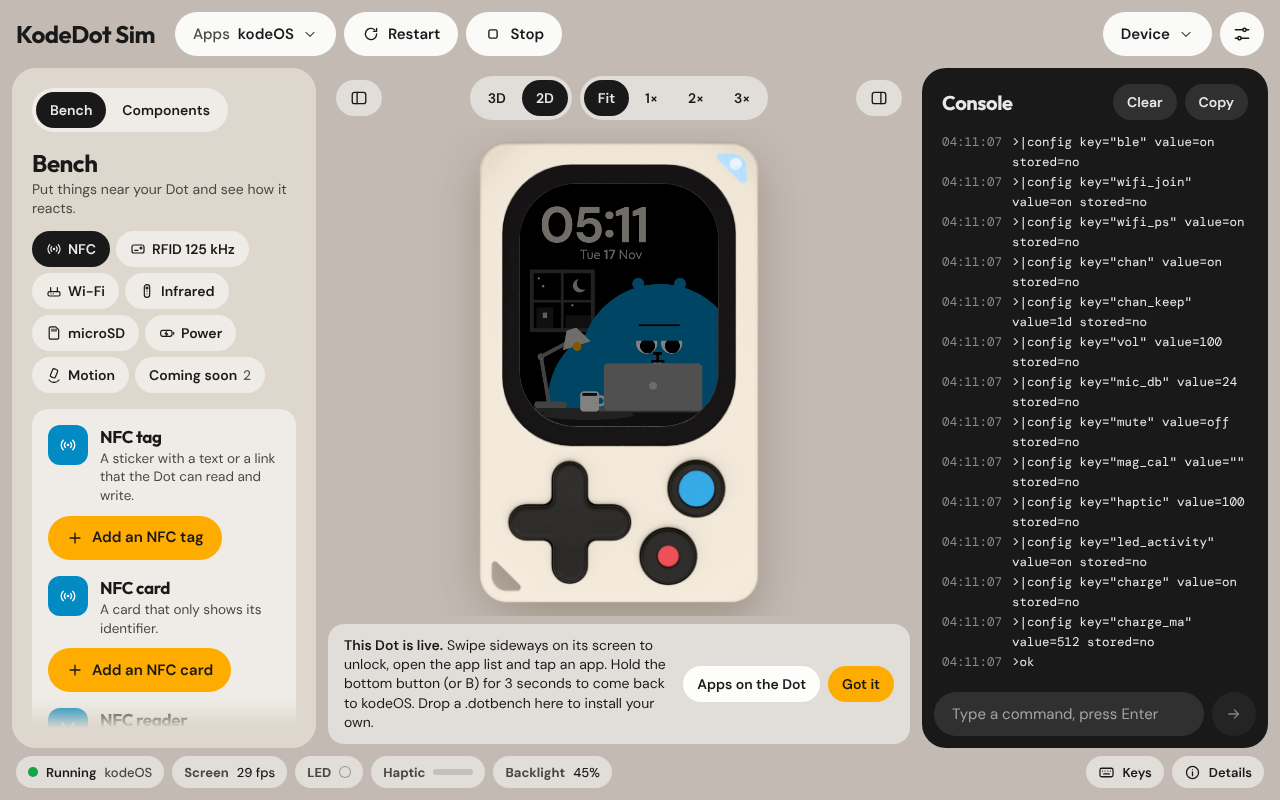 KodeDot Sim
Apps kodeOS
Restart
Stop
Device
Bench
Components
Bench
Put things near your Dot and see how it
reacts.
NFC
RFID 125 kHz
Wi-Fi
Infrared
microSD
Power
Motion
Coming soon 2
NFC tag
A sticker with a text or a link
that the Dot can read and
write.
Add an NFC tag
NFC card
A card that only shows its
identifier.
Add an NFC card
NFC reader
3D
2D
Fit
1×
2×
3×
05:11
Tue 17 Nov
This Dot is live. Swipe sideways on its screen to
unlock, open the app list and tap an app. Hold the
bottom button (or B) for 3 seconds to come back
to kodeOS. Drop a .dotbench here to install your
own.
Apps on the Dot
Got it
Console
Clear
Copy
04:11:07 >|config key="ble" value=on
stored=no
04:11:07 >|config key="wifi_join"
value=on stored=no
04:11:07 >|config key="wifi_ps" value=on
stored=no
04:11:07 >|config key="chan" value=on
stored=no
04:11:07 >|config key="chan_keep"
value=1d stored=no
04:11:07 >|config key="vol" value=100
stored=no
04:11:07 >|config key="mic_db" value=24
stored=no
04:11:07 >|config key="mute" value=off
stored=no
04:11:07 >|config key="mag_cal" value=""
stored=no
04:11:07 >|config key="haptic" value=100
stored=no
04:11:07 >|config key="led_activity"
value=on stored=no
04:11:07 >|config key="charge" value=on
stored=no
04:11:07 >|config key="charge_ma"
value=512 stored=no
04:11:07 >ok
Type a command, press Enter
Running kodeOS
Screen 29 fps
LED
Haptic
Backlight 45%
Keys
Details